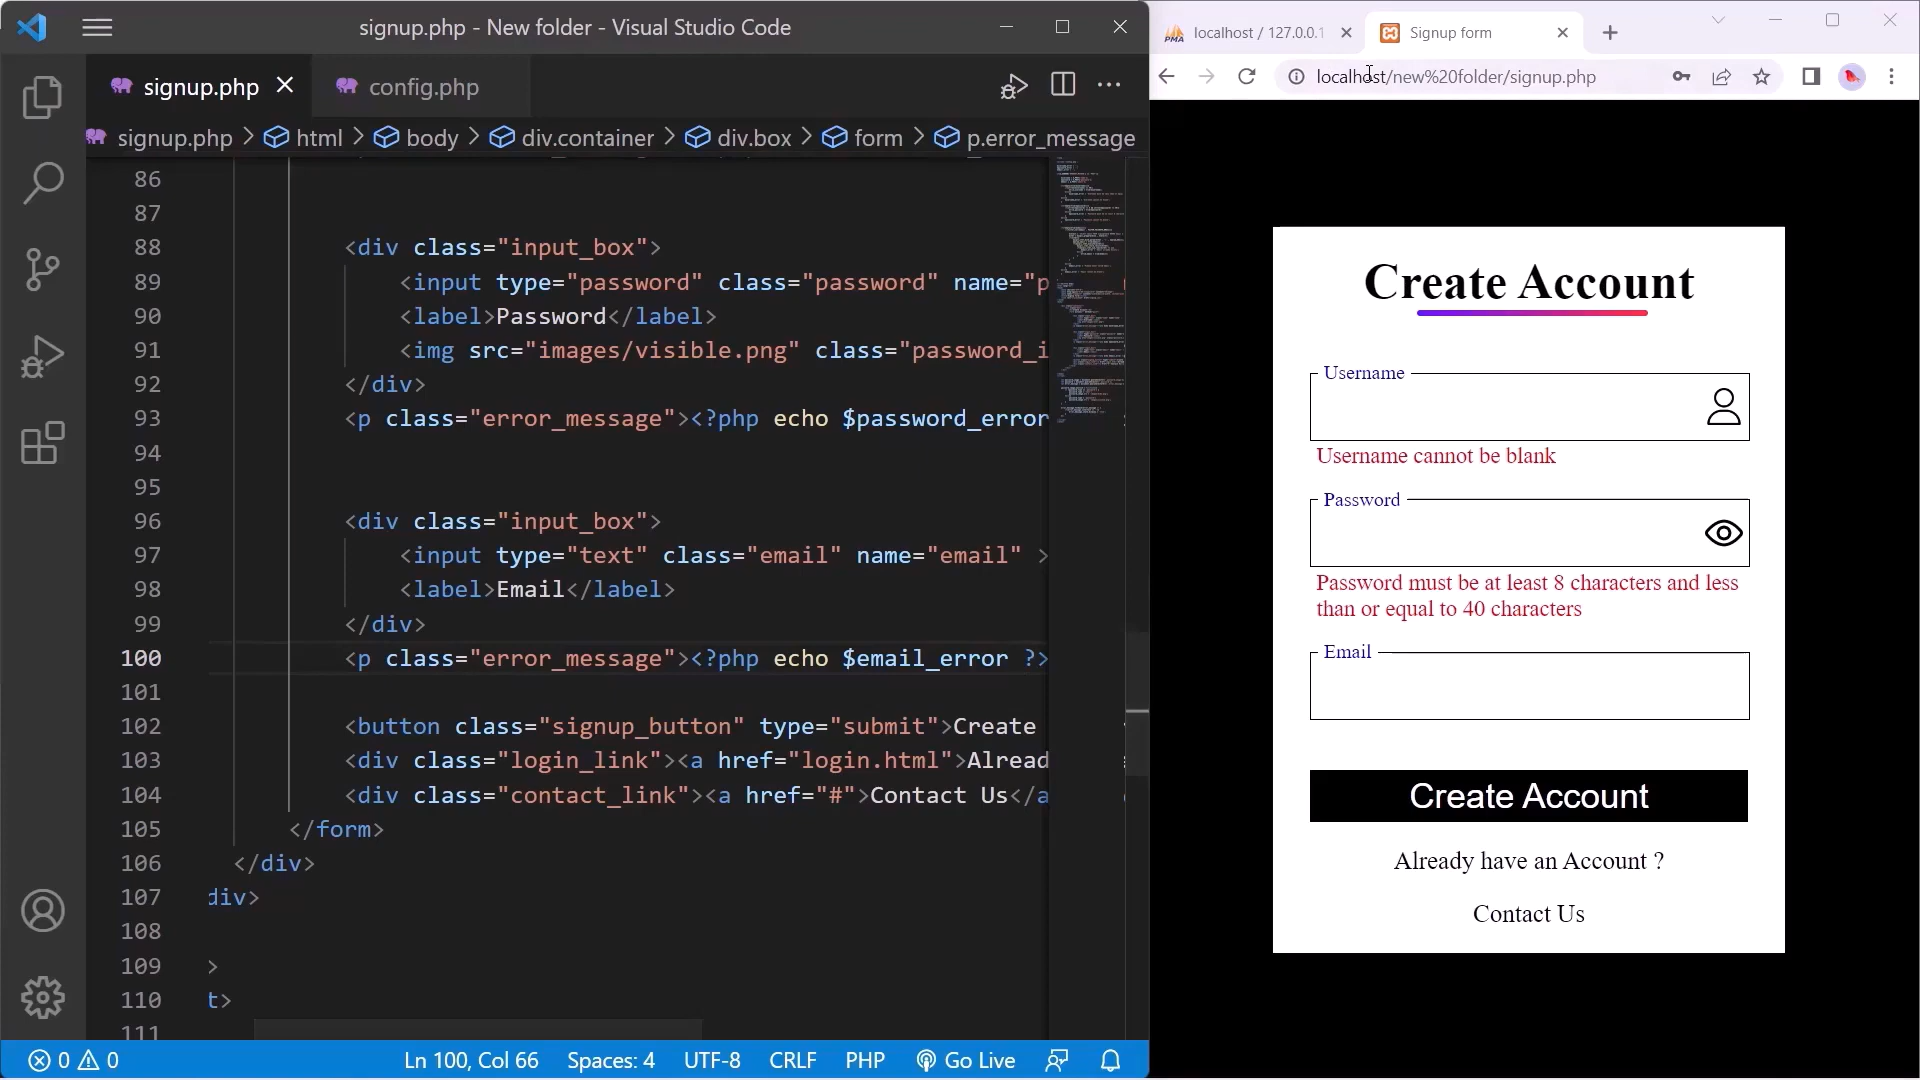 signup.php - New folder - Visual Studio Code
signup.php
config.php
signup.php > html > body > div.container > div.box > form > p.error_message
86
87
88 <div class="input_box">
89 <input type="password" class="password" name="p
90 <label>Password</label>
91 <img src="images/visible.png" class="password_i
92 </div>
93 <p class="error_message"><?php echo $password_error
94
95
96 <div class="input_box">
97 <input type="text" class="email" name="email" >
98 <label>Email</label>
99 </div>
100 <p class="error_message"><?php echo $email_error ?>
101
102 <button class="signup_button" type="submit">Create
103 <div class="login_link"><a href="login.html">Alread
104 <div class="contact_link"><a href="#">Contact Us</a
105 </form>
106 </div>
107 div>
108
109 >
110 t>
111
0 0 Ln 100, Col 66 Spaces: 4 UTF-8 CRLF PHP Go Live
PMA localhost / 127.0.0.1
Signup form
localhost/new%20folder/signup.php
Create Account
Username
Username cannot be blank
Password
Password must be at least 8 characters and less
than or equal to 40 characters
Email
Create Account
Already have an Account ?
Contact Us